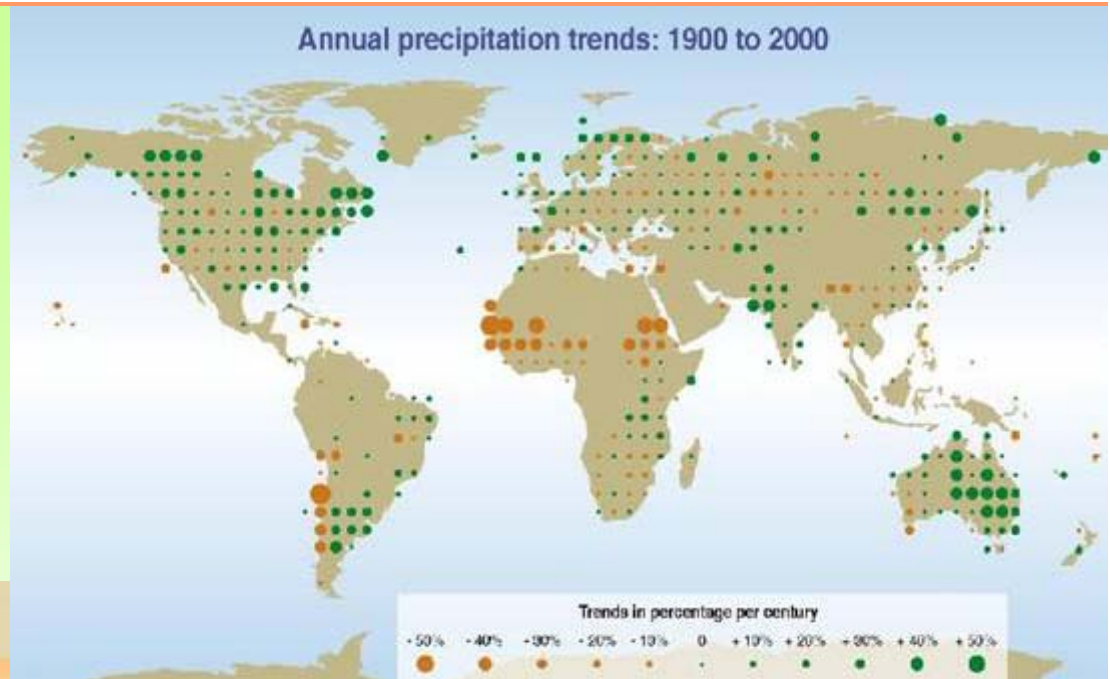 Annual precipitation trends: 1900 to 2000
Trends in percentage per century
- 50% - 40% - 30% - 20% - 10% 0 + 10% + 20% + 30% + 40% + 50%